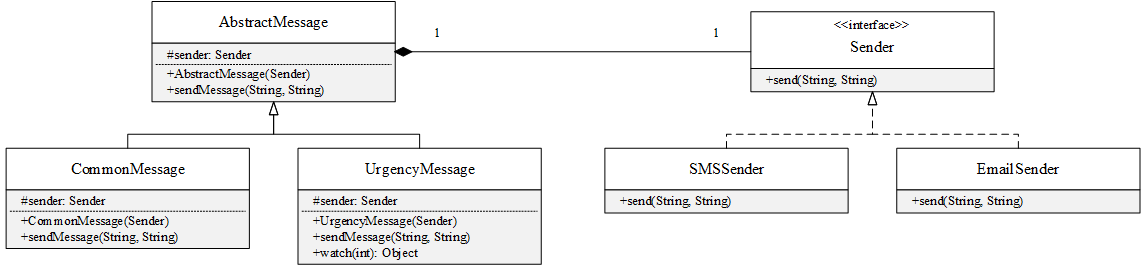 AbstractMessage
#sender: Sender
+AbstractMessage(Sender)
+sendMessage(String, String)
1
1
<<interface>>
Sender
+send(String, String)
CommonMessage
#sender: Sender
+CommonMessage(Sender)
+sendMessage(String, String)
UrgencyMessage
#sender: Sender
+UrgencyMessage(Sender)
+sendMessage(String, String)
+watch(int): Object
SMSSender
+send(String, String)
EmailSender
+send(String, String)